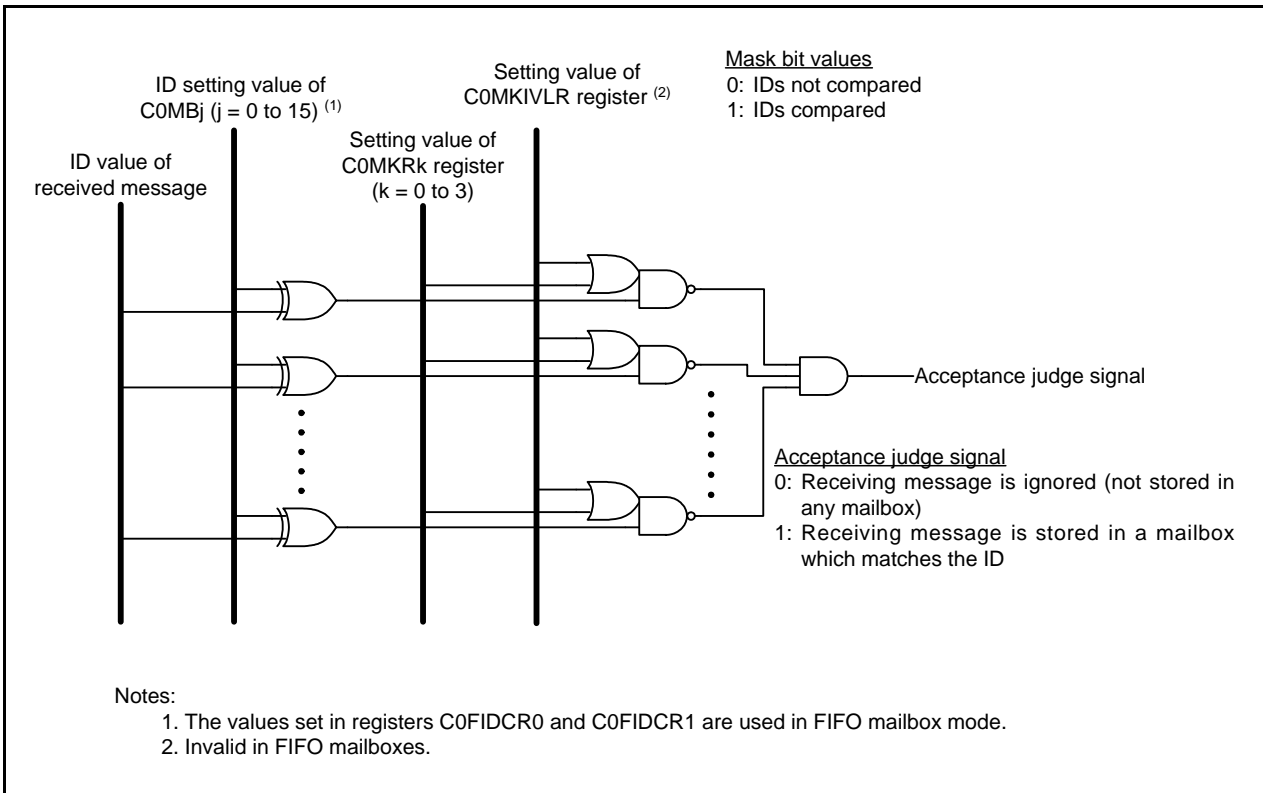 ID value of
received message
ID setting value of
C0MBj (j = 0 to 15) (1)
Setting value of
C0MKRk register
(k = 0 to 3)
Setting value of
C0MKIVLR register (2)
Mask bit values
0: IDs not compared
1: IDs compared
Acceptance judge signal
Acceptance judge signal
0: Receiving message is ignored (not stored in
any mailbox)
1: Receiving message is stored in a mailbox
which matches the ID
Notes:
1. The values set in registers C0FIDCR0 and C0FIDCR1 are used in FIFO mailbox mode.
2. Invalid in FIFO mailboxes.